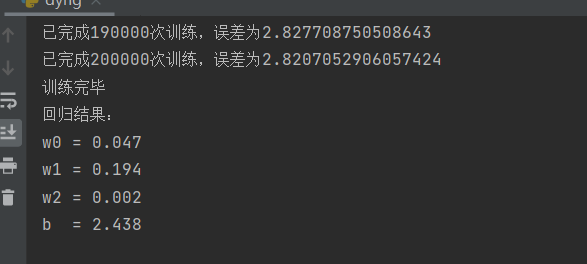 dyng
已完成190000次训练，误差为2.827708750508643
已完成200000次训练，误差为2.8207052906057424
训练完毕
回归结果：
w0 = 0.047
w1 = 0.194
w2 = 0.002
b  = 2.438